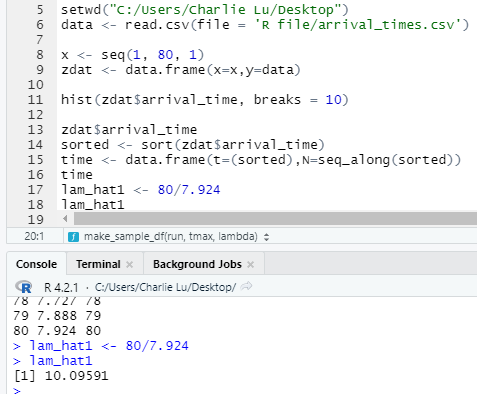 5 setwd("C:/Users/Charlie Lu/Desktop")
6 data <- read.csv(file = 'R file/arrival_times.csv')
7
8 x <- seq(1, 80, 1)
9 zdat <- data.frame(x=x,y=data)
10
11 hist(zdat$arrival_time, breaks = 10)
12
13 zdat$arrival_time
14 sorted <- sort(zdat$arrival_time)
15 time <- data.frame(t=(sorted),N=seq_along(sorted))
16 time
17 lam_hat1 <- 80/7.924
18 lam_hat1
19
20:1 make_sample_df(run, tmax, lambda)
Console Terminal Background Jobs
R 4.2.1 · C:/Users/Charlie Lu/Desktop/
78 7.727 78
79 7.888 79
80 7.924 80
> lam_hat1 <- 80/7.924
> lam_hat1
[1] 10.09591
>